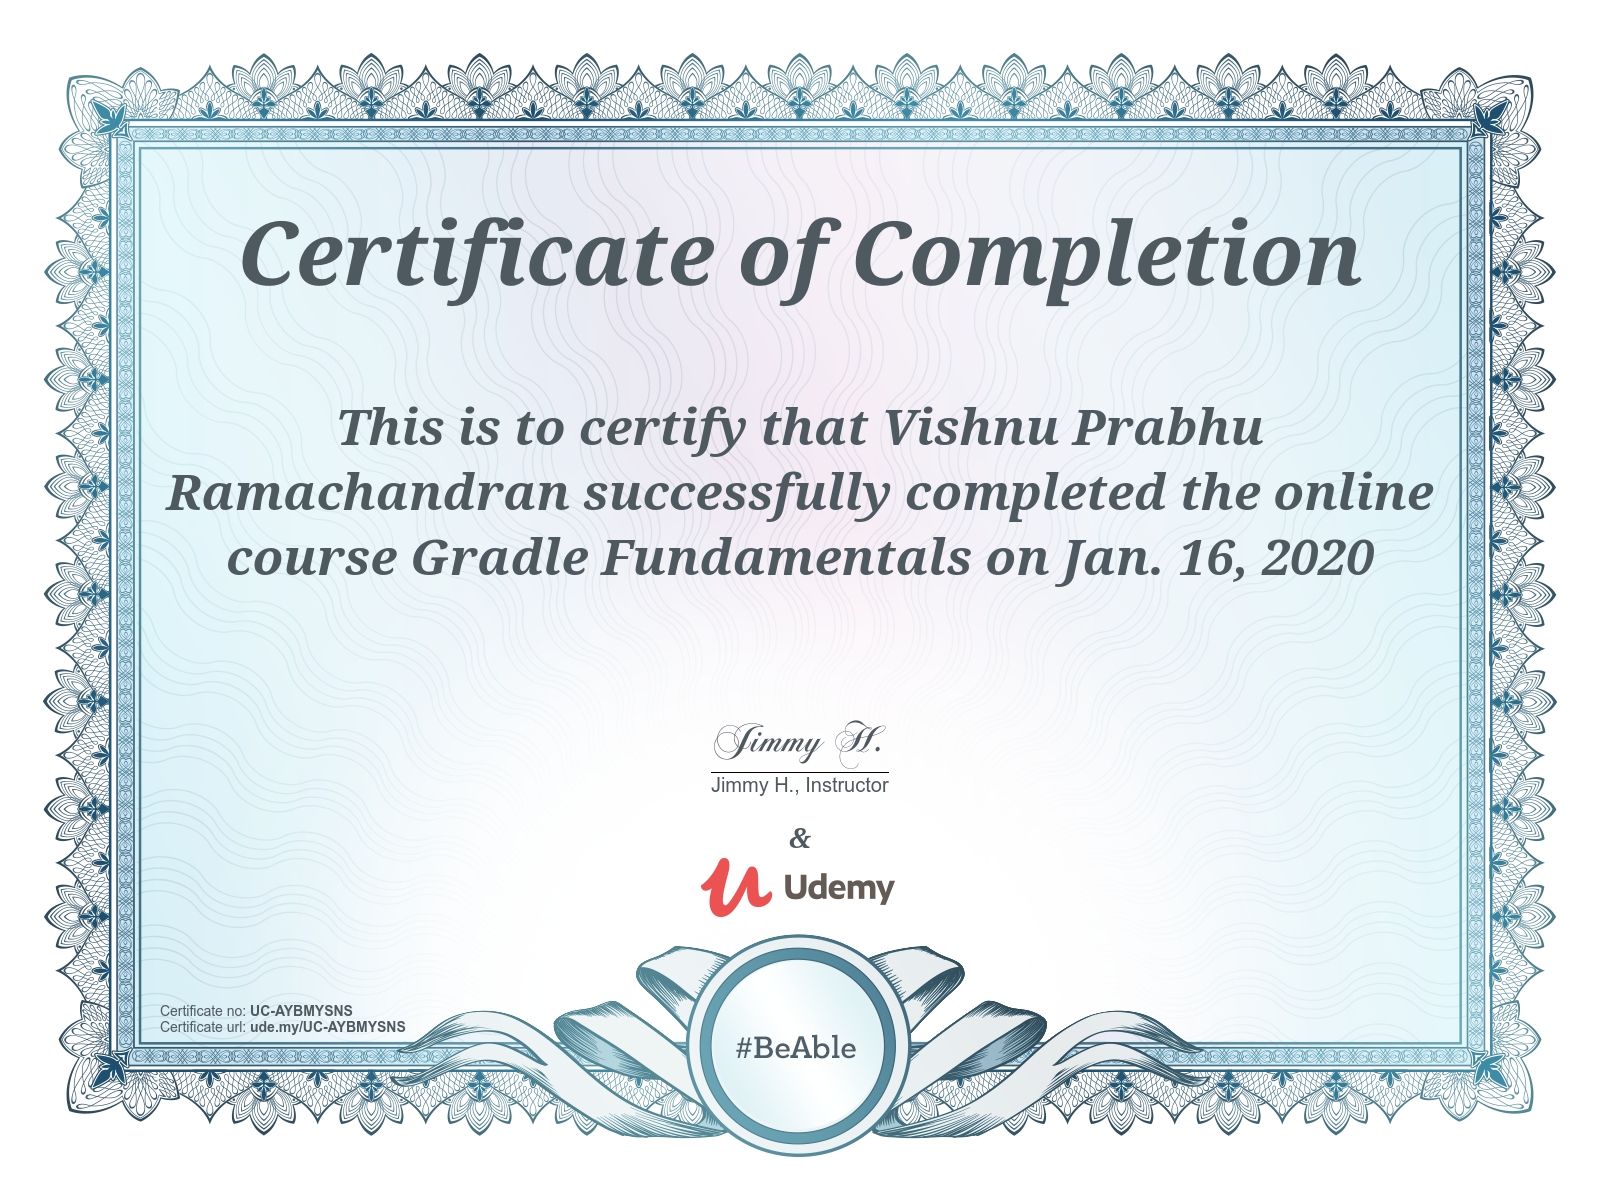 Certificate of Completion
This is to certify that Vishnu Prabhu
Ramachandran successfully completed the online
course Gradle Fundamentals on Jan. 16, 2020
Jimmy H.
Jimmy H., Instructor
&
Udemy
Certificate no: UC-AYBMYSNS
Certificate url: ude.my/UC-AYBMYSNS
#BeAble